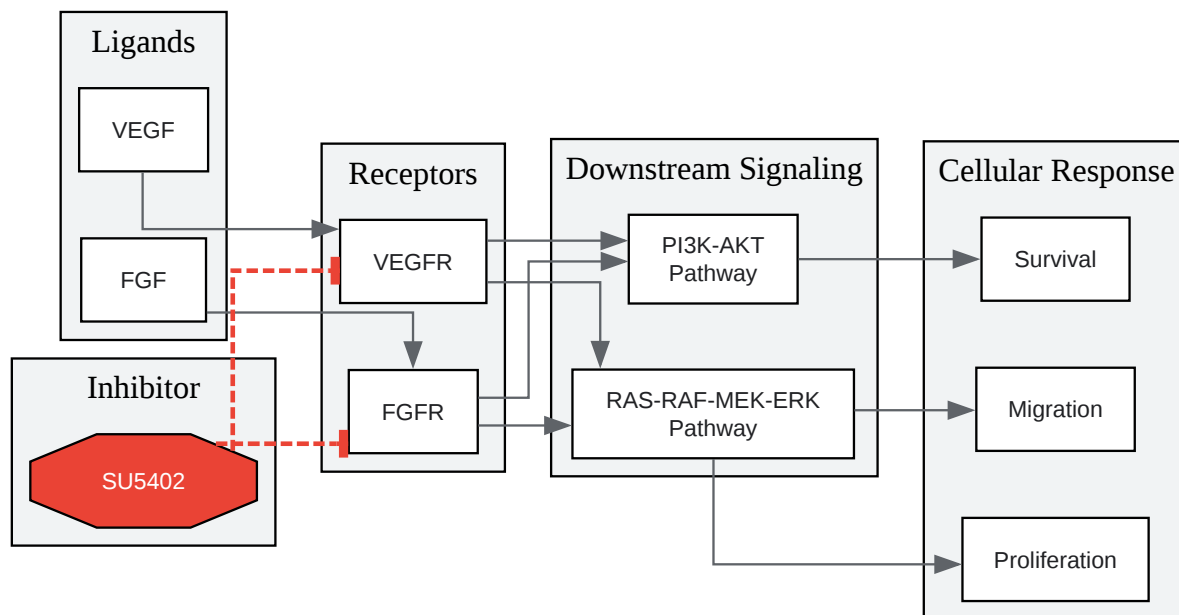 Ligands
VEGF
FGF
Inhibitor
SU5402
Receptors
VEGFR
FGFR
Downstream Signaling
PI3K-AKT
Pathway
RAS-RAF-MEK-ERK
Pathway
Cellular Response
Survival
Migration
Proliferation